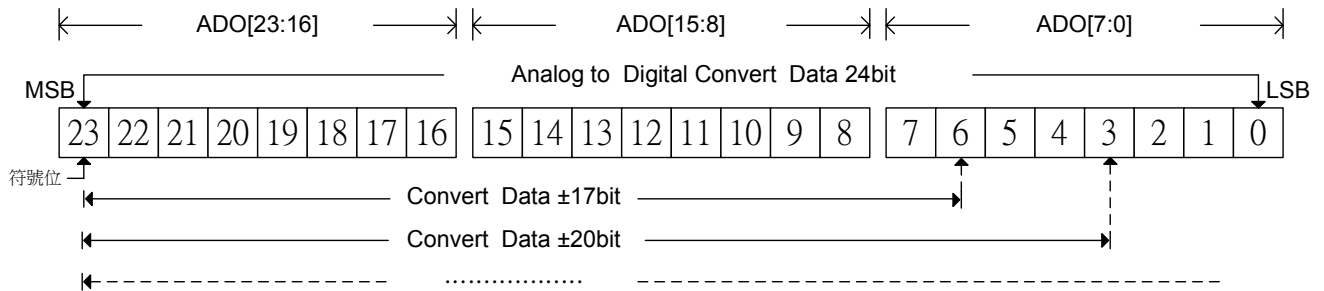 ADO[23:16] ADO[15:8] ADO[7:0]
Analog to Digital Convert Data 24bit
MSB LSB
23 22 21 20 19 18 17 16 15 14 13 12 11 10 9 8 7 6 5 4 3 2 1 0
符號位
Convert Data ±17bit
Convert Data ±20bit
..................